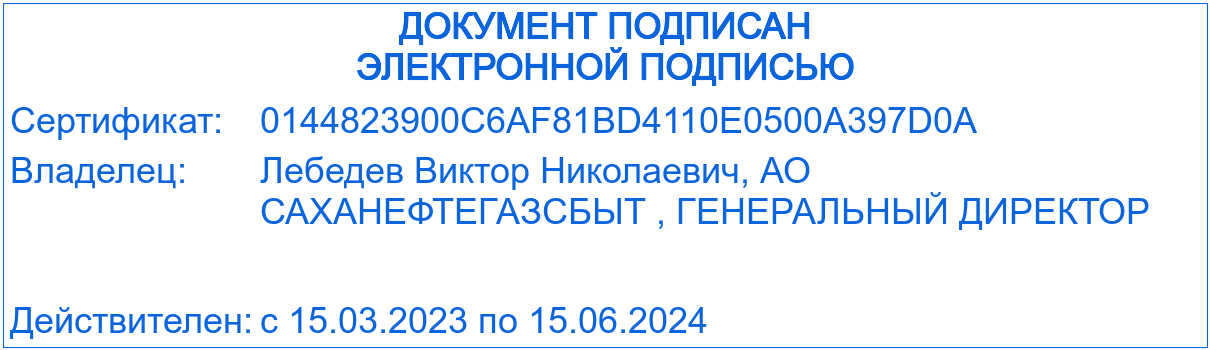 ДОКУМЕНТ ПОДПИСАН
ЭЛЕКТРОННОЙ ПОДПИСЬЮ
Сертификат: 0144823900C6AF81BD4110E0500A397D0A
Владелец: Лебедев Виктор Николаевич, АО
САХАНЕФТЕГАЗСБЫТ , ГЕНЕРАЛЬНЫЙ ДИРЕКТОР
Действителен: с 15.03.2023 по 15.06.2024